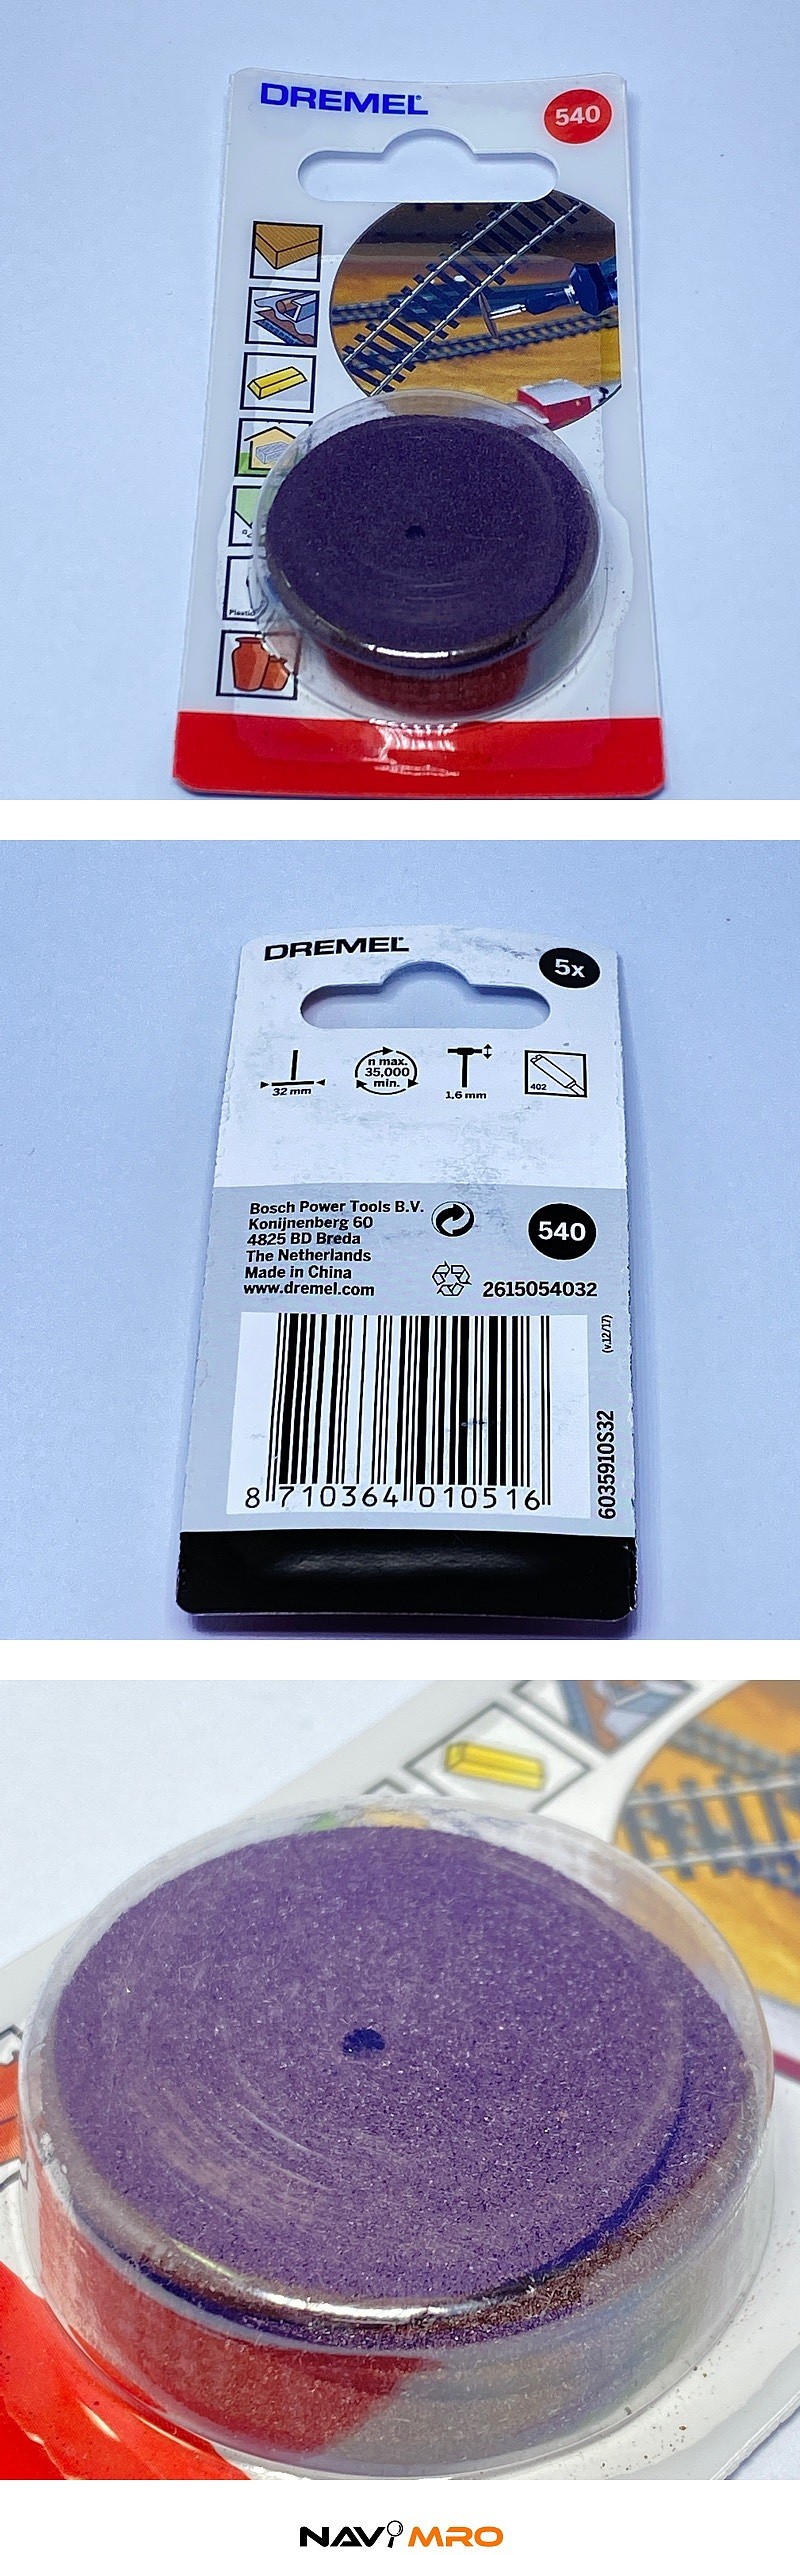 DREMEL
540
Plastic
DREMEL
5x
32 mm
n max.
35,000
min.
1.6 mm
402
Bosch Power Tools B.V.
Konijnenberg 60
4825 BD Breda
The Netherlands
Made in China
www.dremel.com
540
2615054032
(v.12/17)
6035910S32
8 710364 010516
NAVi MRO